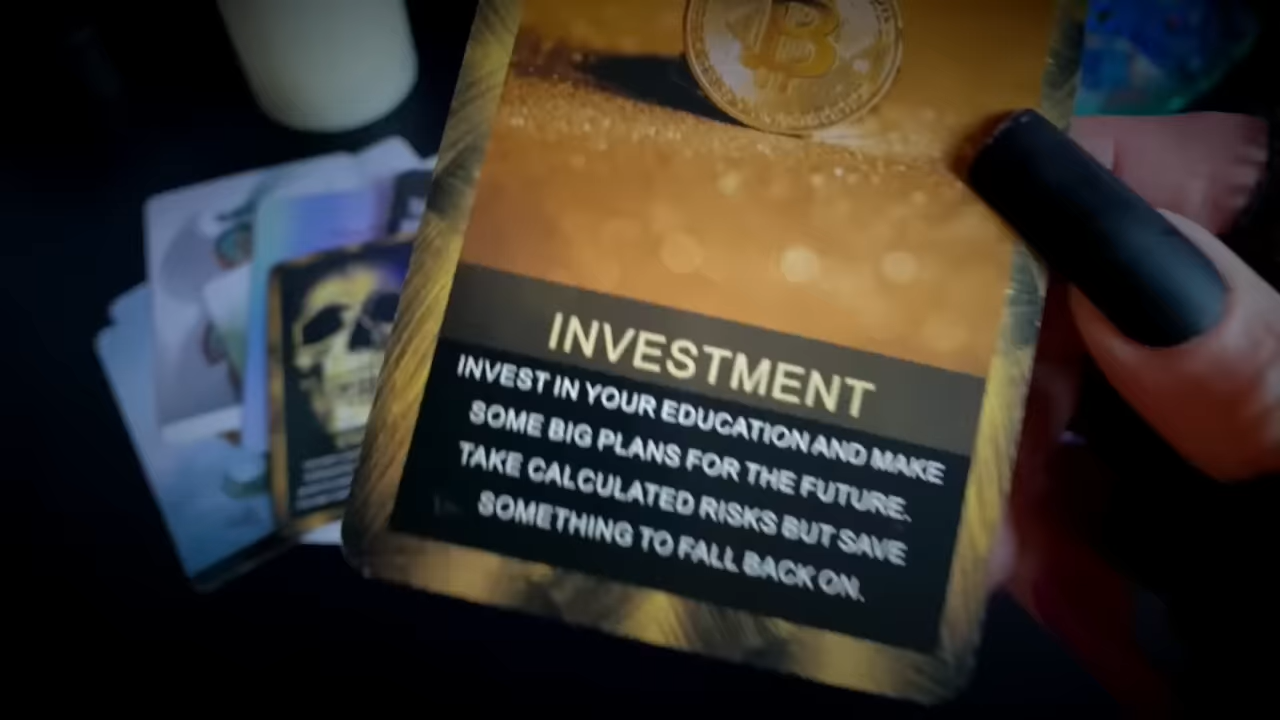 INVESTMENT
INVEST IN YOUR EDUCATION AND MAKE
SOME BIG PLANS FOR THE FUTURE.
TAKE CALCULATED RISKS BUT SAVE
SOMETHING TO FALL BACK ON.